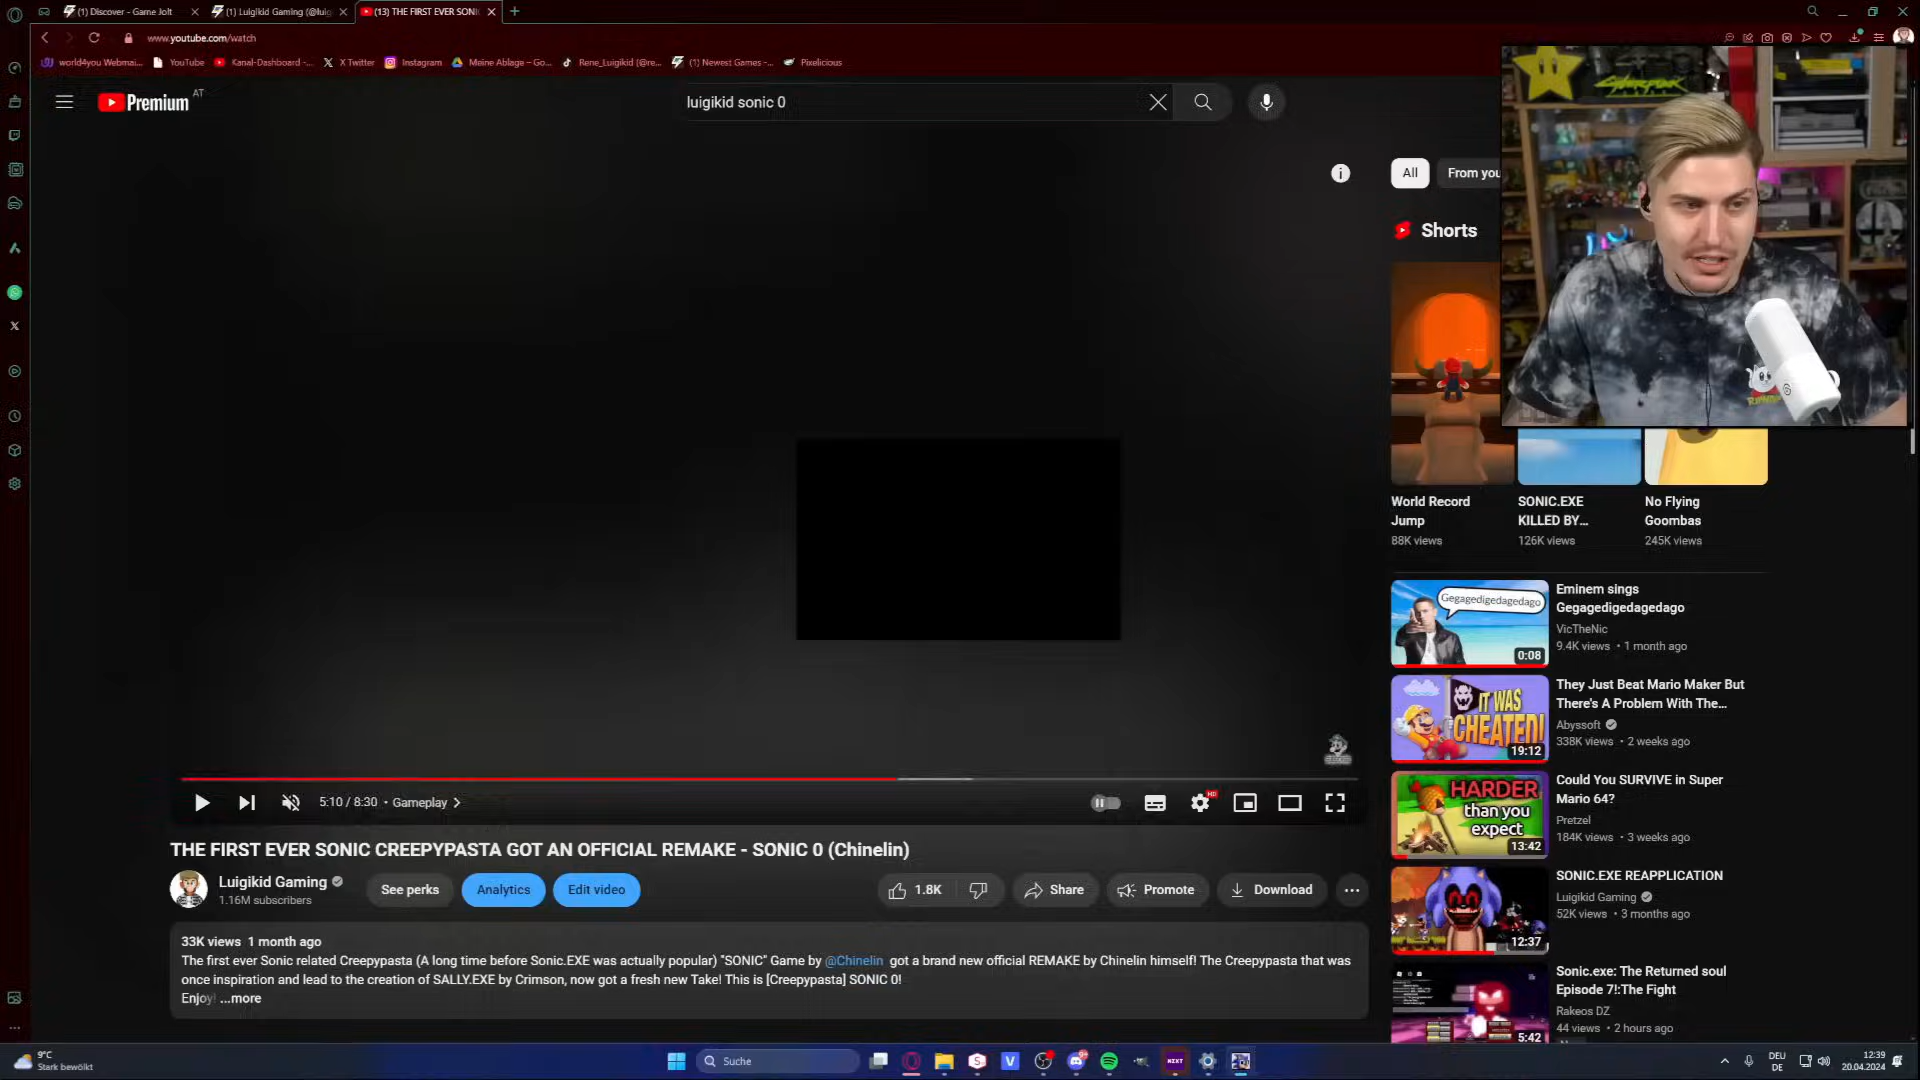 (1) Discover - Game Jolt
(1) Luigikid Gaming (@luig
(13) THE FIRST EVER SONI
www.youtube.com/watch
world4you Webmai...
YouTube
Kanal-Dashboard -...
X Twitter
Instagram
Meine Ablage – Go...
Rene_Luigikid (@re...
(1) Newest Games -...
Pixelicious
Premium AT
luigikid sonic 0
All
From you
Shorts
World Record Jump
88K views
SONIC.EXE KILLED BY...
126K views
No Flying Goombas
245K views
Gegagedigedagedago
0:08
Eminem sings Gegagedigedagedago
VicTheNic
9.4K views • 1 month ago
IT WAS CHEATED!
19:12
They Just Beat Mario Maker But There's A Problem With The...
Abyssoft
338K views • 2 weeks ago
HARDER than you expect
13:42
Could You SURVIVE in Super Mario 64?
Pretzel
184K views • 3 weeks ago
12:37
SONIC.EXE REAPPLICATION
Luigikid Gaming
52K views • 3 months ago
5:42
Sonic.exe: The Returned soul Episode 7!:The Fight
Rakeos DZ
44 views • 2 hours ago
5:10 / 8:30 • Gameplay
HD
THE FIRST EVER SONIC CREEPYPASTA GOT AN OFFICIAL REMAKE - SONIC 0 (Chinelin)
Luigikid Gaming
1.16M subscribers
See perks
Analytics
Edit video
1.8K
Share
Promote
Download
33K views 1 month ago
The first ever Sonic related Creepypasta (A long time before Sonic.EXE was actually popular) "SONIC" Game by @Chinelin got a brand new official REMAKE by Chinelin himself! The Creepypasta that was
once inspiration and lead to the creation of SALLY.EXE by Crimson, now got a fresh new Take! This is [Creepypasta] SONIC 0!
Enjoy! ...more
9°C
Stark bewölkt
Suche
NEXT
DEU
DE
12:39
20.04.2024